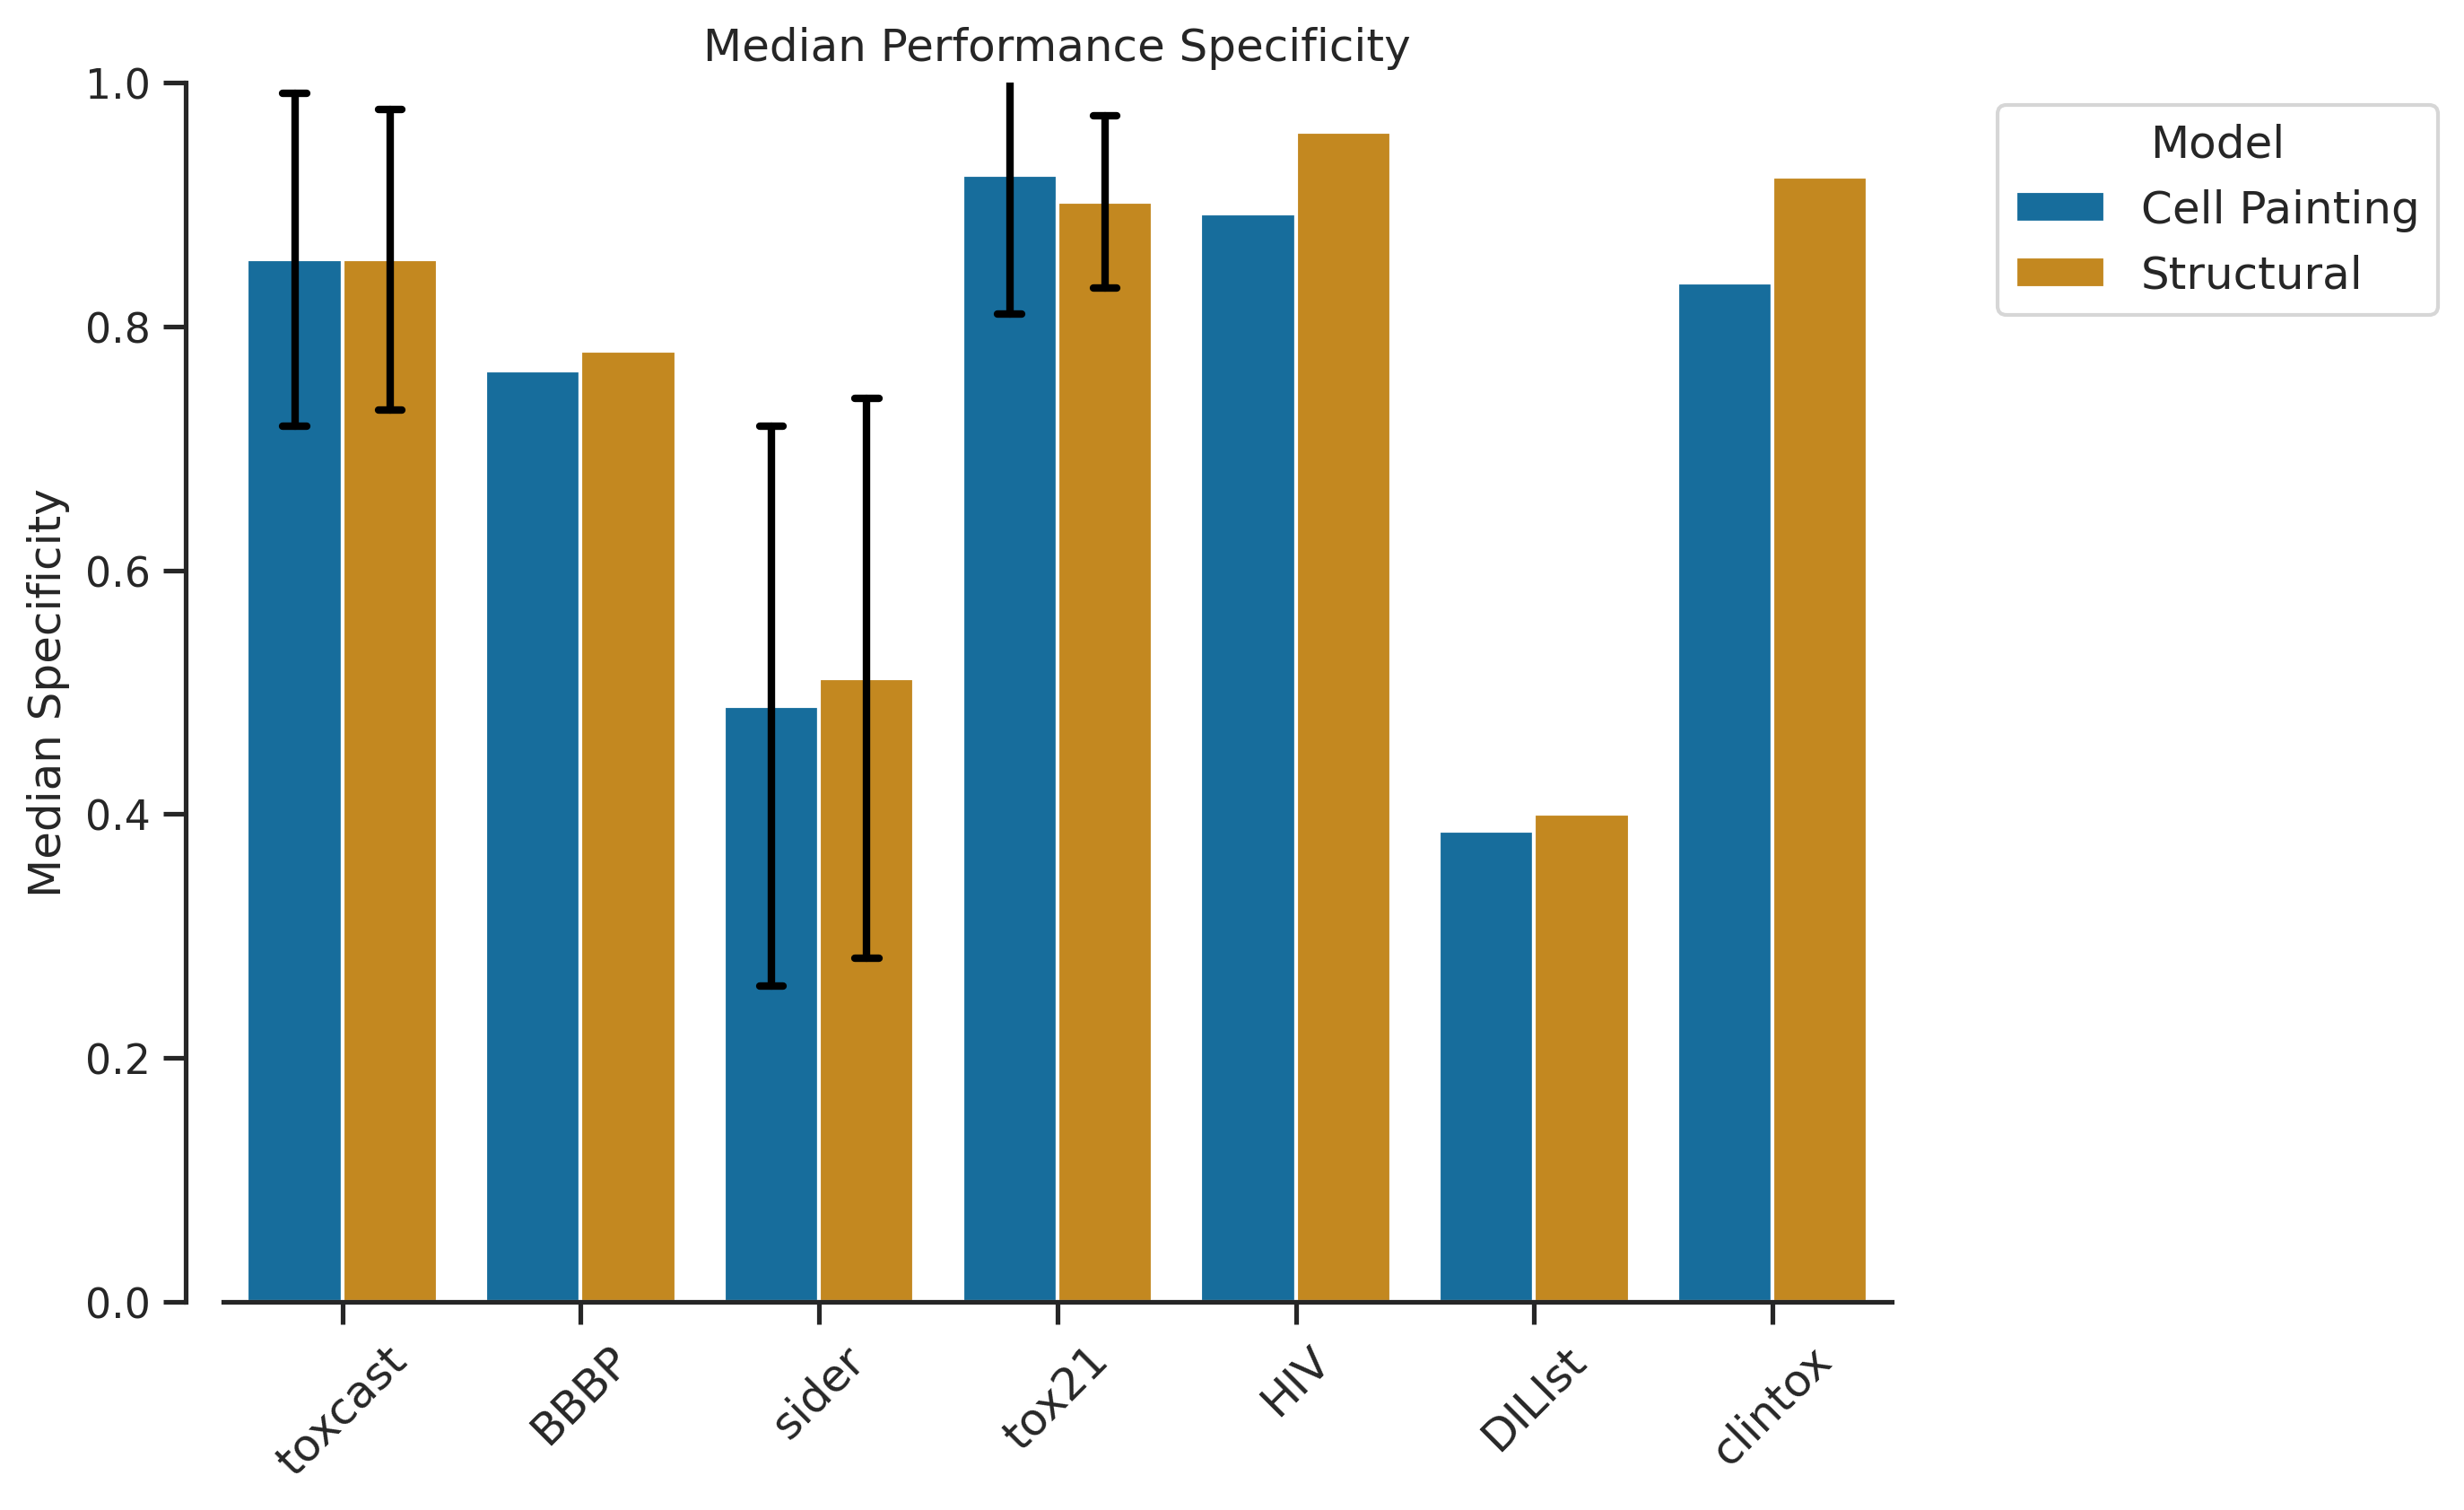 Median Performance Specificity
1.0
0.8
0.6
0.4
0.2
0.0
Median Specificity
toxcast
BBBP
sider
tox21
HIV
DILIst
clintox
Model
Cell Painting
Structural